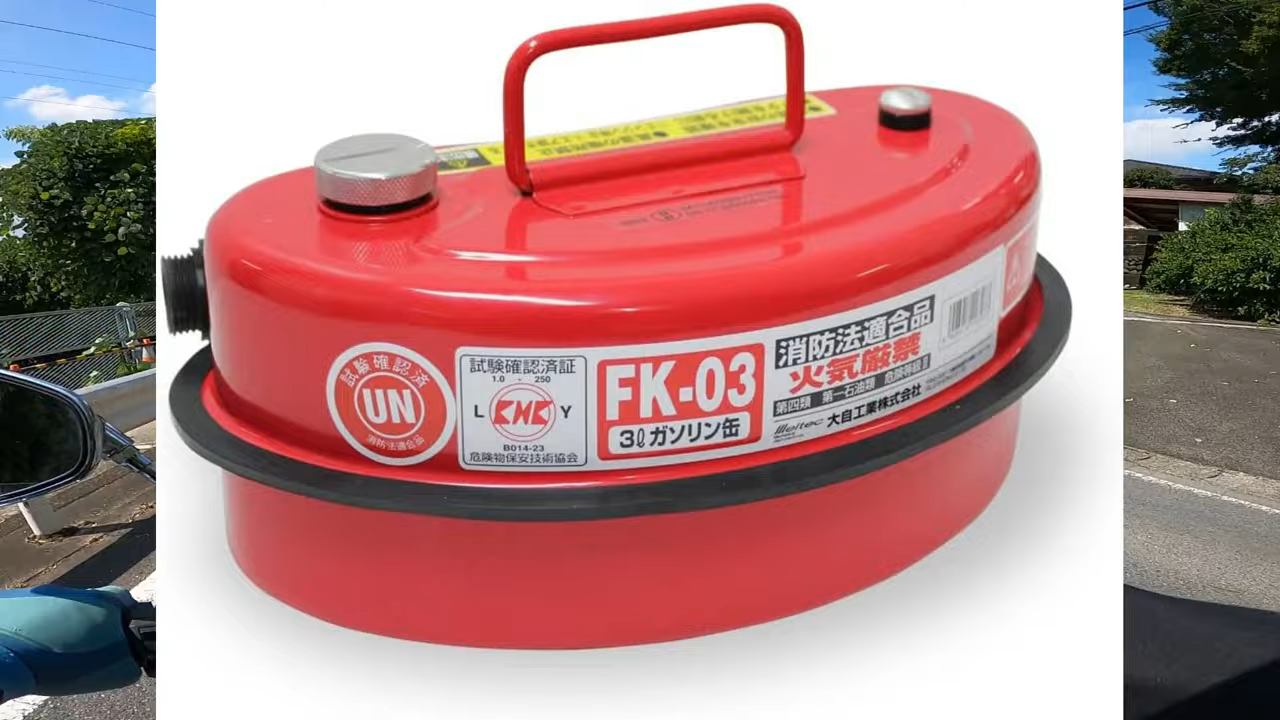 試験確認済
UN
消防法適合品
試験確認済証
1.0 - 250
L KHK Y
B014-23
危険物保安技術協会
FK-03
3ℓガソリン缶
消防法適合品
火気厳禁
第四類 第一石油類 危険等級Ⅱ
Meltec 大自工業株式会社